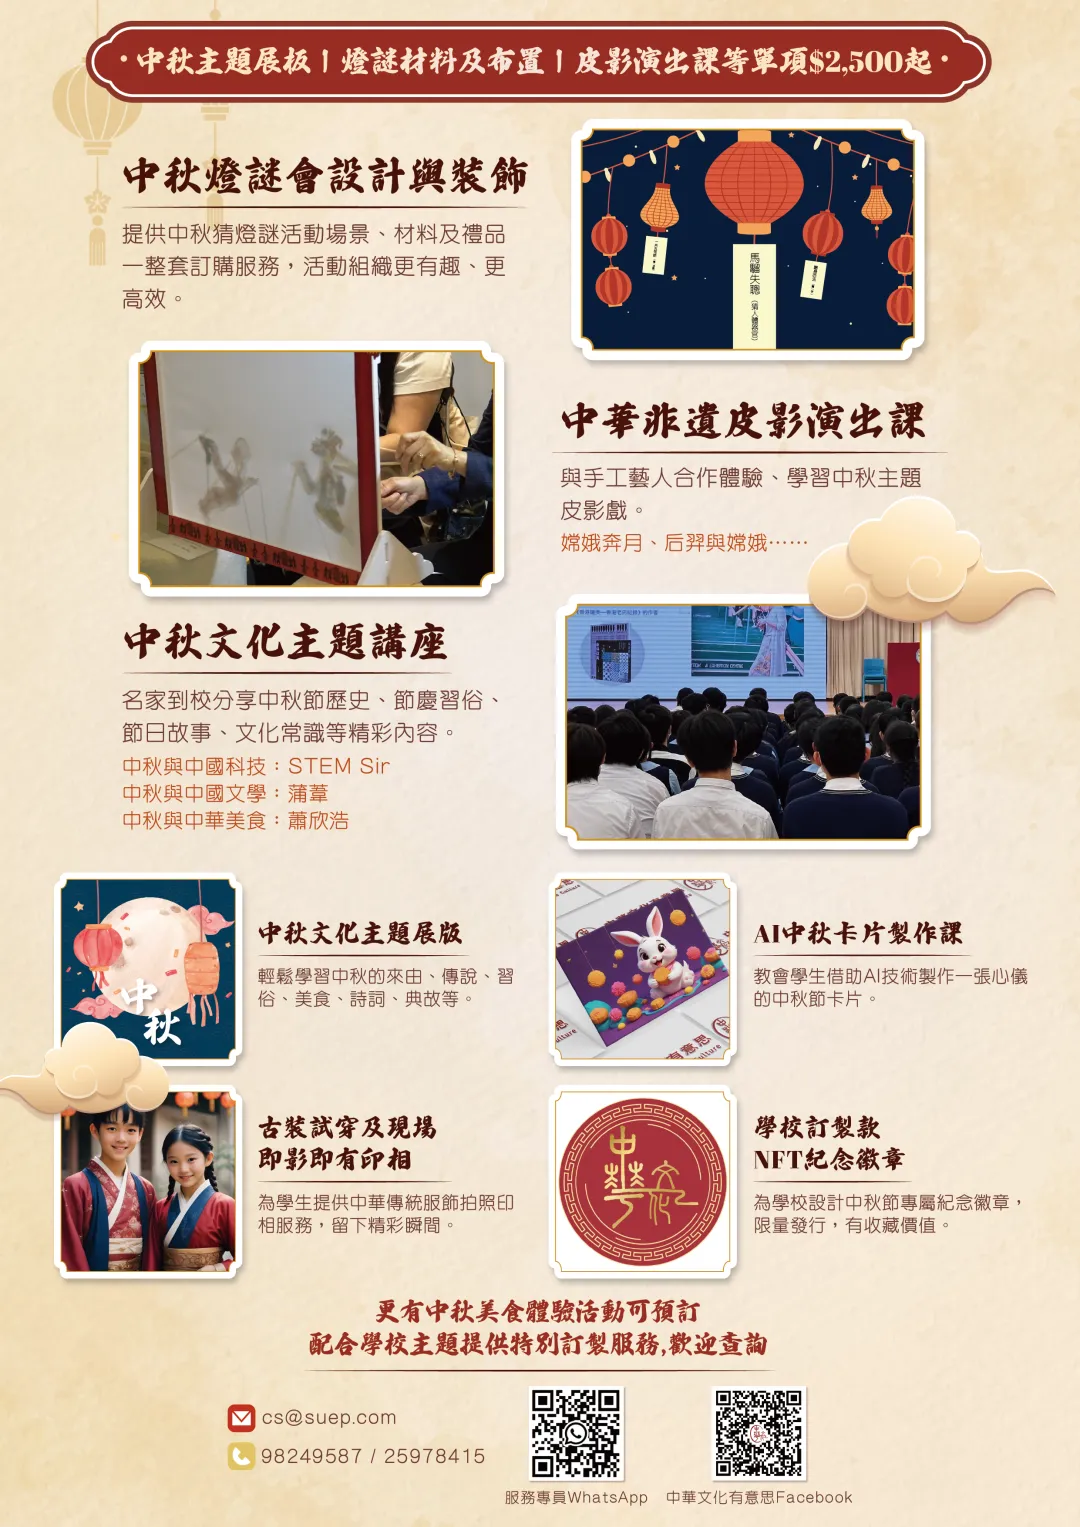 ·中秋主題展板丨燈謎材料及布置丨皮影演出課等單項$2,500起·
中秋燈謎會設計與裝飾
提供中秋猜燈謎活動場景、材料及禮品
一整套訂購服務，活動組織更有趣、更
高效。
馬騮失聰
(猜人體器官)
中華非遺皮影演出課
與手工藝人合作體驗、學習中秋主題
皮影戲。
嫦娥奔月、后羿與嫦娥⋯⋯
中秋文化主題講座
名家到校分享中秋節歷史、節慶習俗、
節日故事、文化常識等精彩內容。
中秋與中國科技：STEM Sir
中秋與中國文學：蒲葦
中秋與中華美食：蕭欣浩
中
秋
中秋文化主題展版
輕鬆學習中秋的來由、傳說、習
俗、美食、詩詞、典故等。
AI中秋卡片製作課
教會學生借助AI技術製作一張心儀
的中秋節卡片。
有意思
古裝試穿及現場
即影即有印相
為學生提供中華傳統服飾拍照印
相服務，留下精彩瞬間。
中華
學校訂製款
NFT紀念徽章
為學校設計中秋節專屬紀念徽章，
限量發行，有收藏價值。
更有中秋美食體驗活動可預訂
配合學校主題提供特別訂製服務,歡迎查詢
cs@suep.com
98249587 / 25978415
服務專員WhatsApp
中華文化有意思Facebook